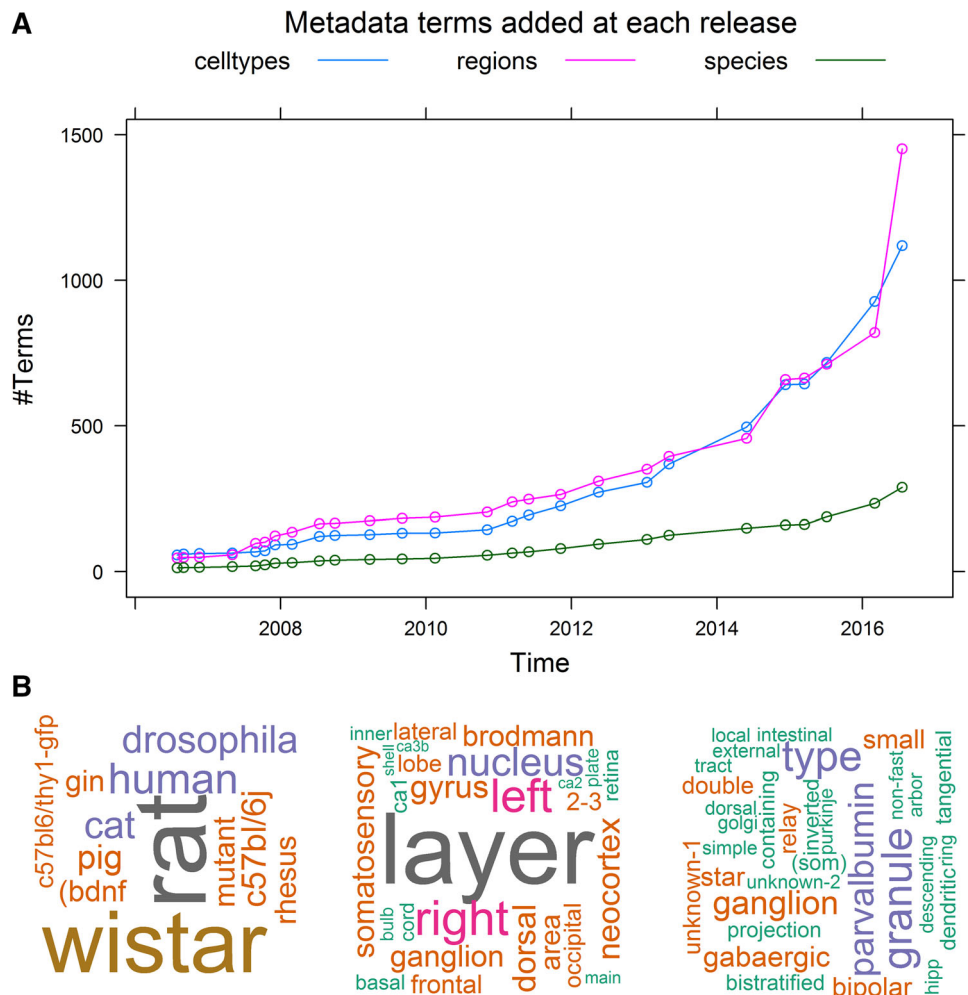 A
Metadata terms added at each release
celltypes
regions
species
1500
1000
500
0
#Terms
2008
2010
2012
2014
2016
Time
B
c57bl6/thy1-gfp
drosophila
gin
human
cat
rat
pig
(bdnf
mutant
c57bl/6j
rhesus
wistar
inner
lateral
brodmann
somatosensory
shell
ca3b
lobe
nucleus
plate
retina
ca1
gyrus
left
ca2
2-3
layer
neocortex
bulb
cord
right
dorsal
area
occipital
ganglion
basal
frontal
main
local
intestinal
small
external
type
tract
double
containing
inverted
non-fast
arbor
tangential
dorsal
golgi
relay
purkinje
parvalbumin
simple
(som)
granule
unknown-1
star
unknown-2
descending
dendritic
ring
ganglion
projection
gabaergic
bistratified
bipolar
hipp